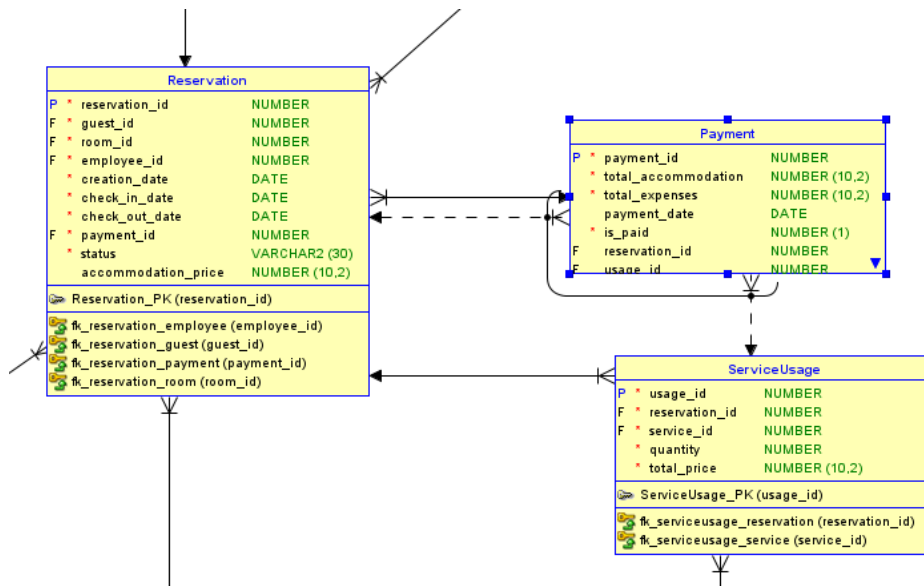 Reservation
P * reservation_id NUMBER
F * guest_id NUMBER
F * room_id NUMBER
F * employee_id NUMBER
* creation_date DATE
* check_in_date DATE
* check_out_date DATE
F * payment_id NUMBER
* status VARCHAR2 (30)
accommodation_price NUMBER (10,2)
Reservation_PK (reservation_id)
fk_reservation_employee (employee_id)
fk_reservation_guest (guest_id)
fk_reservation_payment (payment_id)
fk_reservation_room (room_id)
Payment
P * payment_id NUMBER
* total_accommodation NUMBER (10,2)
* total_expenses NUMBER (10,2)
payment_date DATE
* is_paid NUMBER (1)
F reservation_id NUMBER
F usage_id NUMBER
ServiceUsage
P * usage_id NUMBER
F * reservation_id NUMBER
F * service_id NUMBER
* quantity NUMBER
* total_price NUMBER (10,2)
ServiceUsage_PK (usage_id)
fk_serviceusage_reservation (reservation_id)
fk_serviceusage_service (service_id)